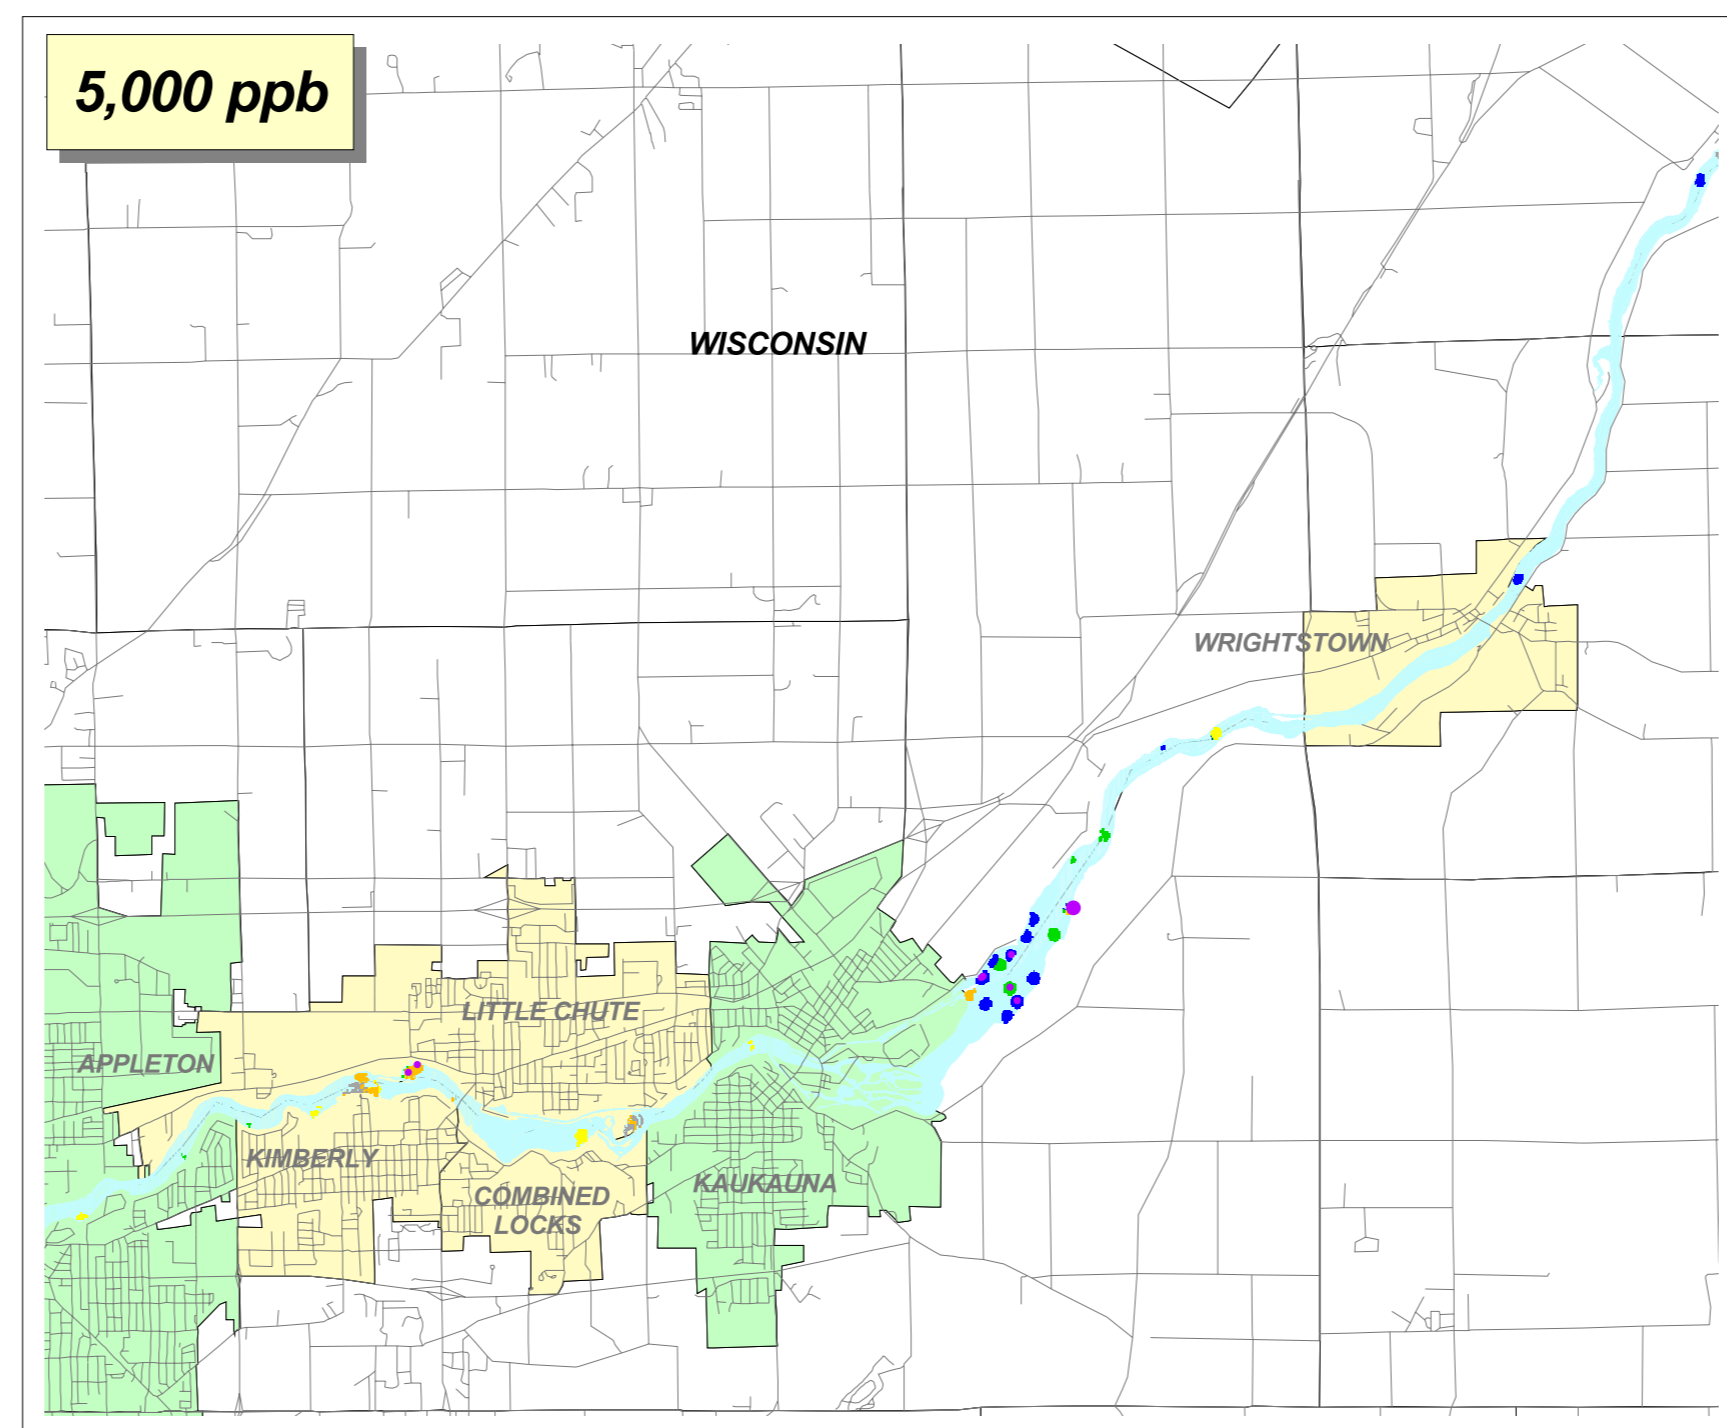 5,000 ppb
WISCONSIN
WRIGHTSTOWN
LITTLE CHUTE
APPLETON
KIMBERLY
COMBINED
LOCKS
KAUKAUNA